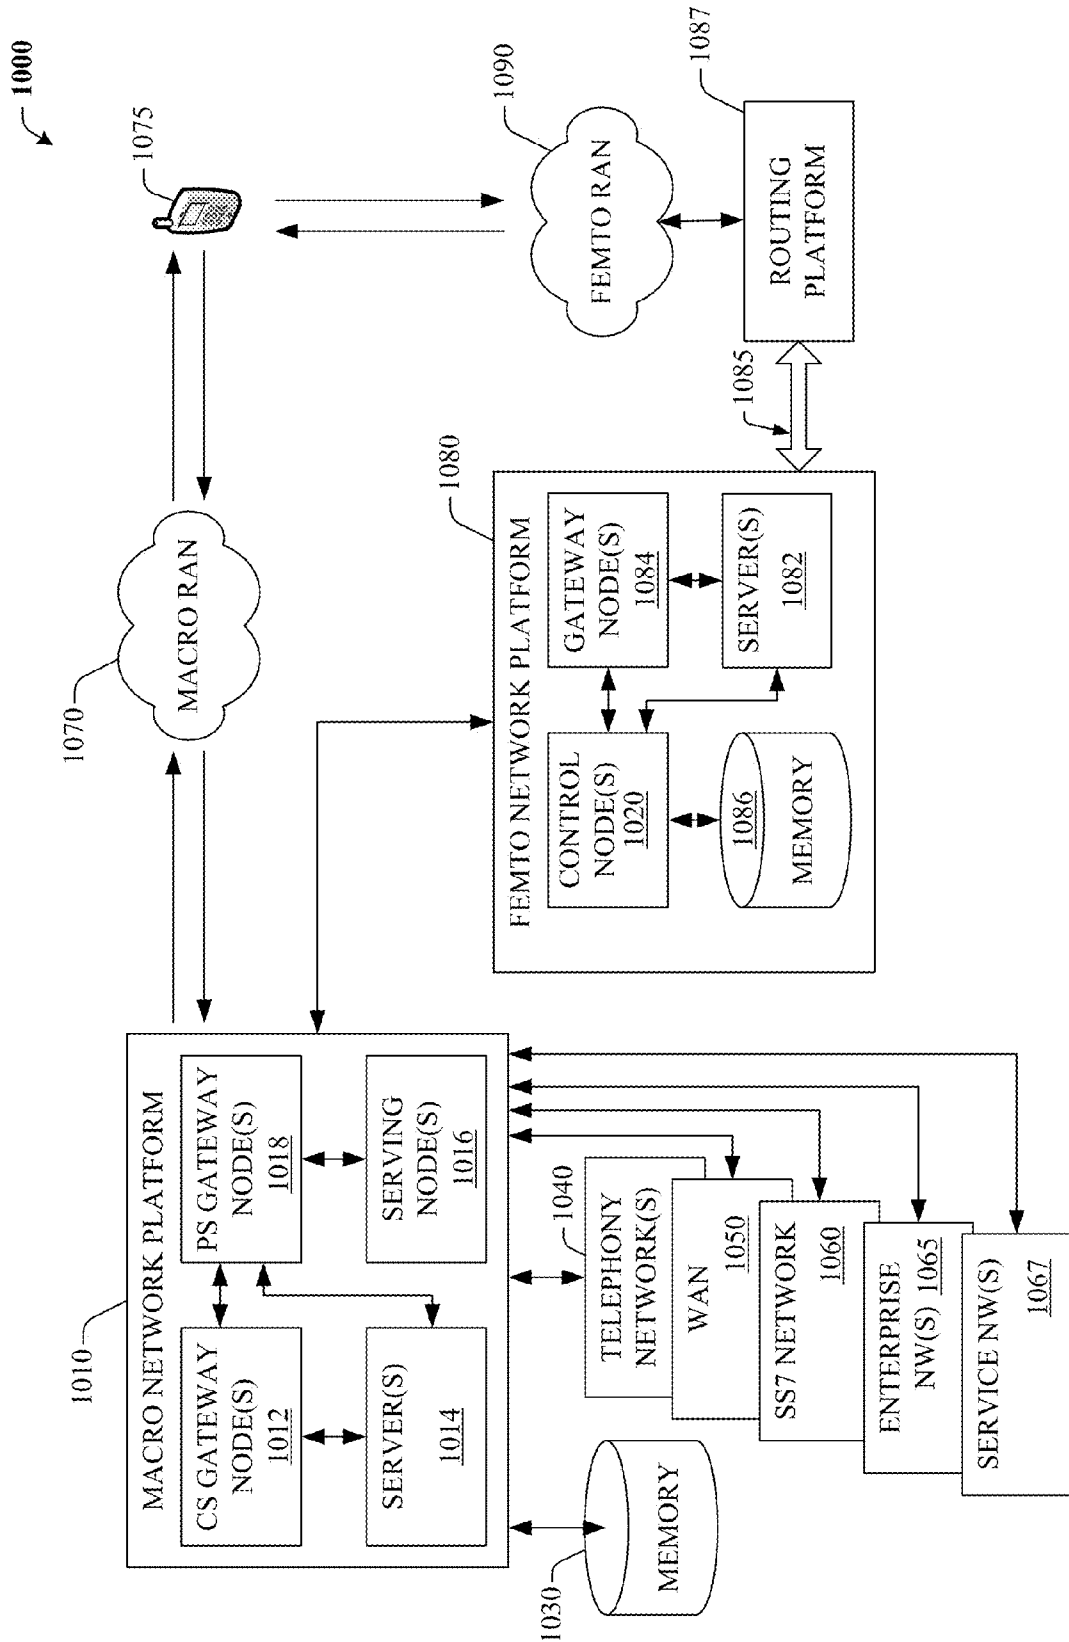 1000
1010
MACRO NETWORK PLATFORM
CS GATEWAY
NODE(S)
1012
PS GATEWAY
NODE(S)
1018
SERVER(S)
1014
SERVING
NODE(S)
1016
1030
MEMORY
1040
TELEPHONY
NETWORK(S)
WAN
1050
SS7 NETWORK
1060
ENTERPRISE
NW(S) 1065
SERVICE NW(S)
1067
1070
MACRO RAN
1075
1080
FEMTO NETWORK PLATFORM
CONTROL
NODE(S)
1020
GATEWAY
NODE(S)
1084
1086
MEMORY
SERVER(S)
1082
1085
1090
FEMTO RAN
1087
ROUTING
PLATFORM